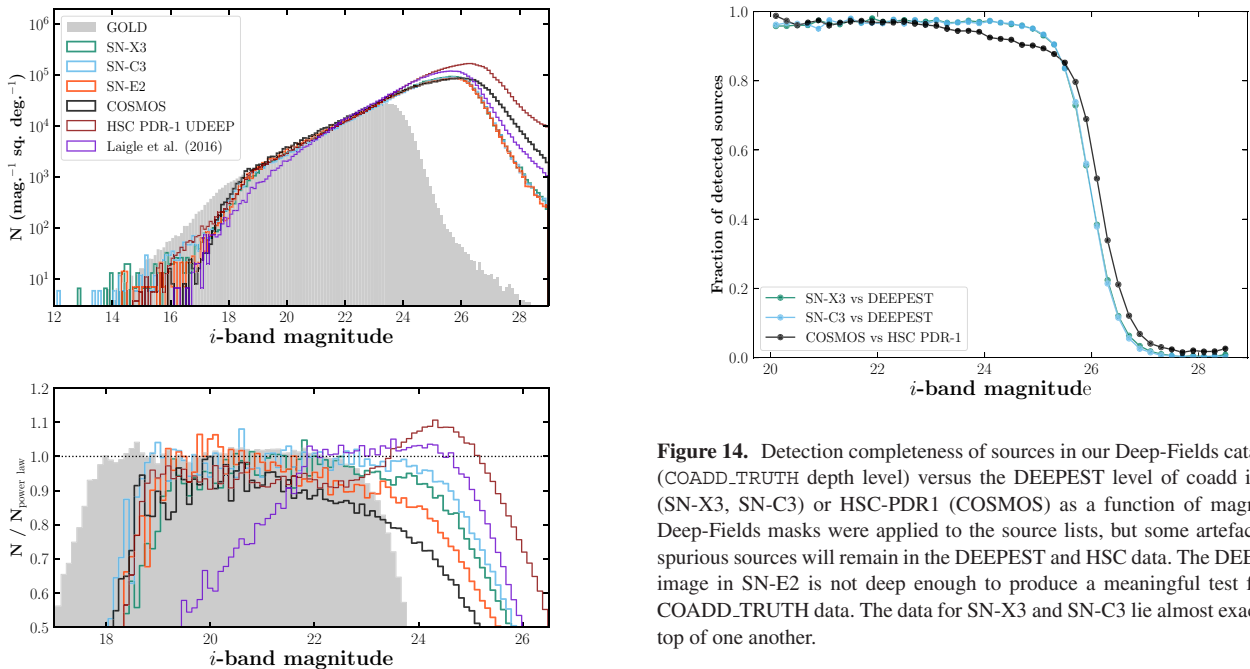 10^6
10^5
10^4
10^3
10^2
10^1
N (mag.^{-1} sq. deg.^{-1})
GOLD
SN-X3
SN-C3
SN-E2
COSMOS
HSC PDR-1 UDEEP
Laigle et al. (2016)
12 14 16 18 20 22 24 26 28
i-band magnitude
1.2
1.1
1.0
0.9
0.8
0.7
0.6
0.5
N / N_{power law}
18 20 22 24 26
i-band magnitude
1.0
0.8
0.6
0.4
0.2
0.0
Fraction of detected sources
SN-X3 vs DEEPEST
SN-C3 vs DEEPEST
COSMOS vs HSC PDR-1
20 22 24 26 28
i-band magnitude
Figure 14. Detection completeness of sources in our Deep-Fields cata
(COADD_TRUTH depth level) versus the DEEPEST level of coadd i
(SN-X3, SN-C3) or HSC-PDR1 (COSMOS) as a function of magn
Deep-Fields masks were applied to the source lists, but some artefac
spurious sources will remain in the DEEPEST and HSC data. The DEE
image in SN-E2 is not deep enough to produce a meaningful test f
COADD_TRUTH data. The data for SN-X3 and SN-C3 lie almost exac
top of one another.